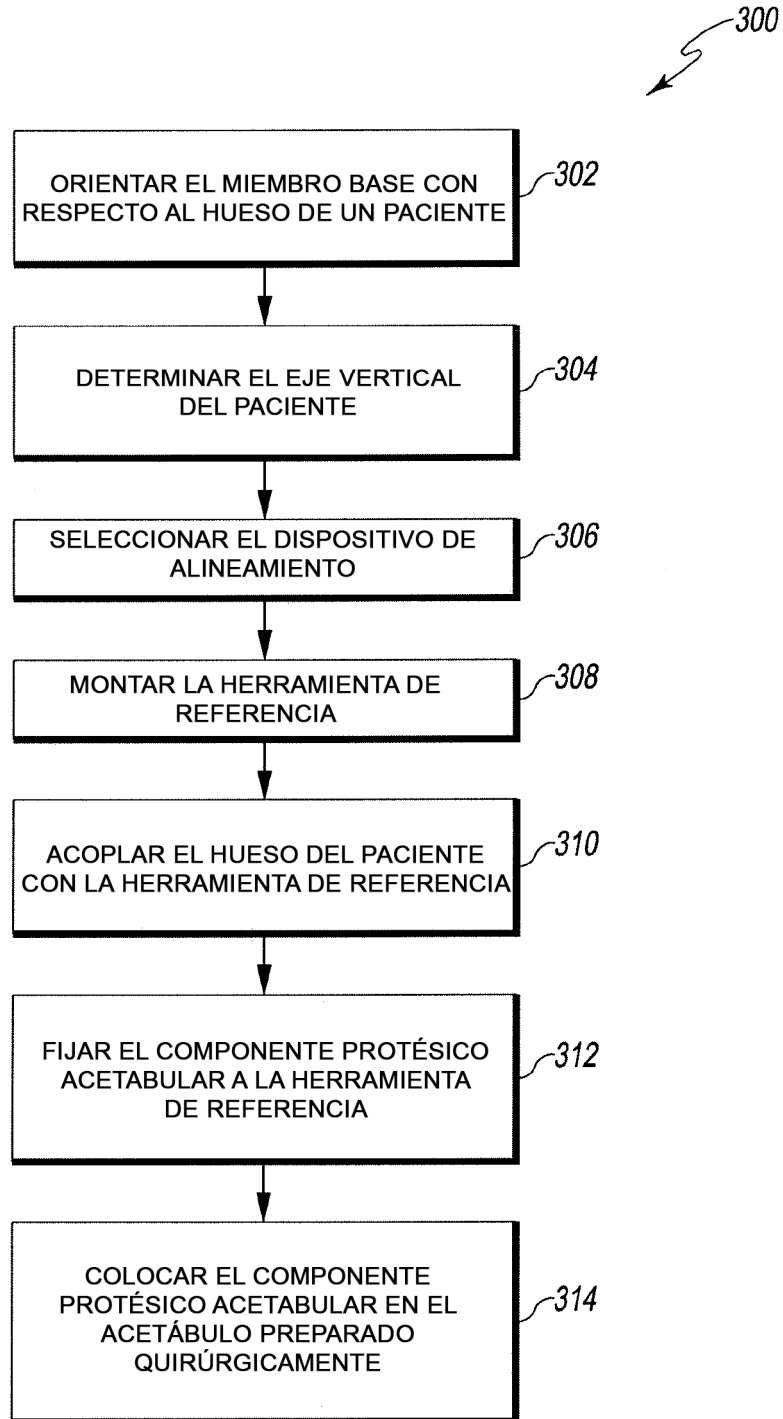 300
ORIENTAR EL MIEMBRO BASE CON
RESPECTO AL HUESO DE UN PACIENTE
302
DETERMINAR EL EJE VERTICAL
DEL PACIENTE
304
SELECCIONAR EL DISPOSITIVO DE
ALINEAMIENTO
306
MONTAR LA HERRAMIENTA DE
REFERENCIA
308
ACOPLAR EL HUESO DEL PACIENTE
CON LA HERRAMIENTA DE REFERENCIA
310
FIJAR EL COMPONENTE PROTÉSICO
ACETABULAR A LA HERRAMIENTA
DE REFERENCIA
312
COLOCAR EL COMPONENTE
PROTÉSICO ACETABULAR EN EL
ACETÁBULO PREPARADO
QUIRÚRGICAMENTE
314